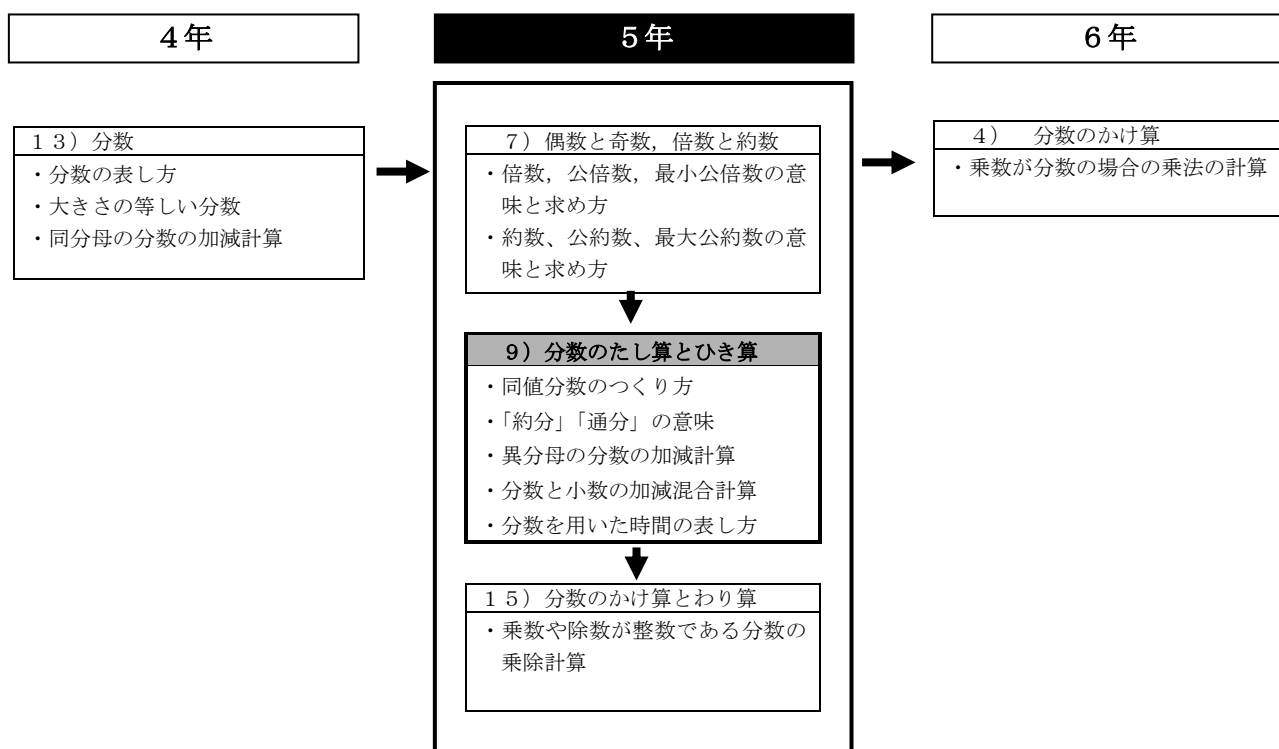 ４年
５年
６年
１３）分数
・分数の表し方
・大きさの等しい分数
・同分母の分数の加減計算
７）偶数と奇数，倍数と約数
・倍数，公倍数，最小公倍数の意
味と求め方
・約数、公約数、最大公約数の意
味と求め方
９）分数のたし算とひき算
・同値分数のつくり方
・「約分」「通分」の意味
・異分母の分数の加減計算
・分数と小数の加減混合計算
・分数を用いた時間の表し方
１５）分数のかけ算とわり算
・乗数や除数が整数である分数の
乗除計算
４）　分数のかけ算
・乗数が分数の場合の乗法の計算